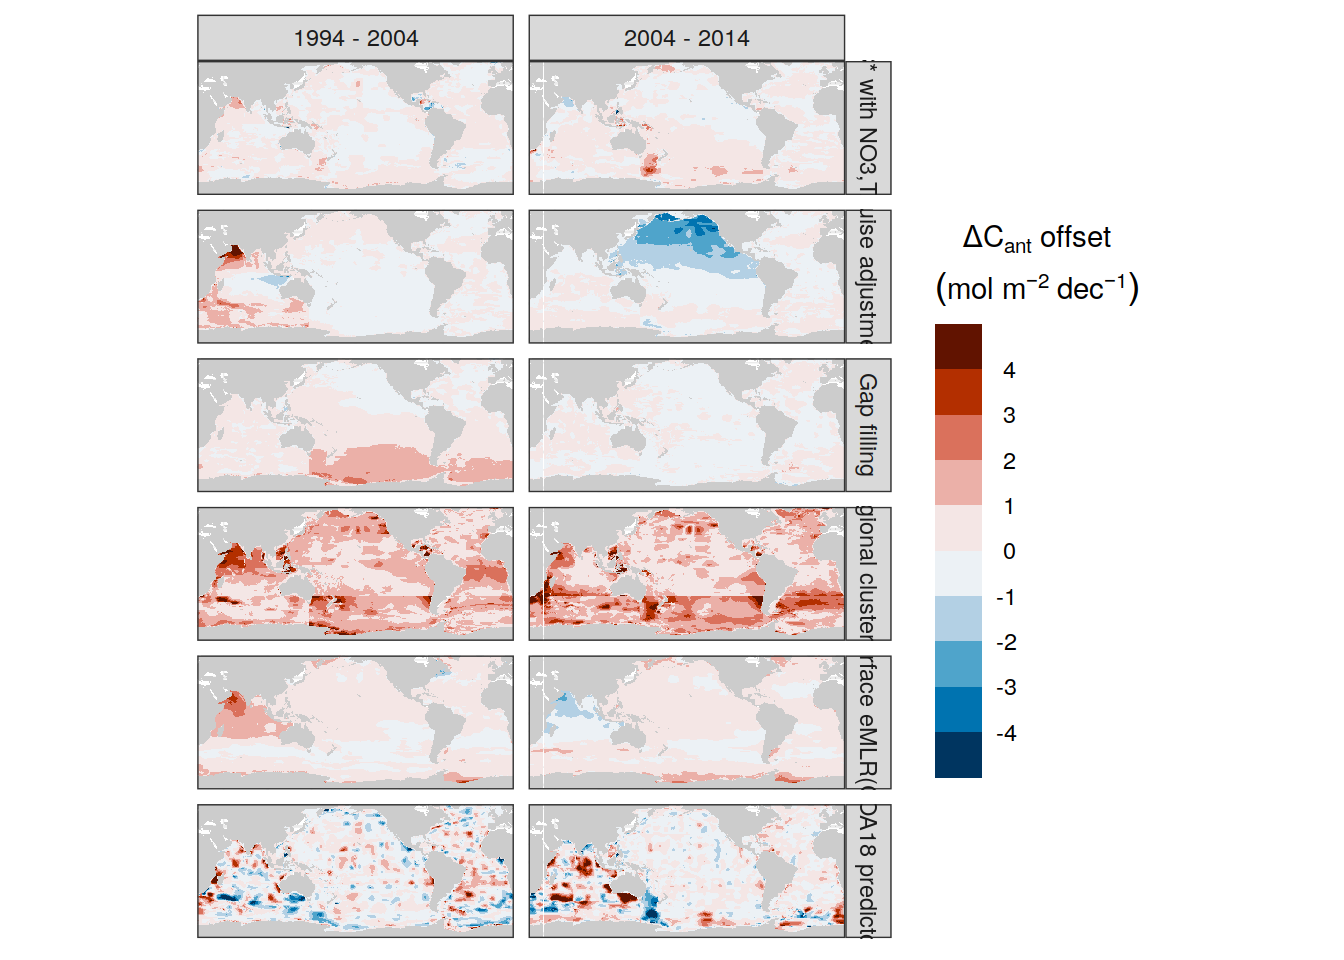 1994 - 2004
2004 - 2014
* with NO3,T
uise adjustme
Gap filling
gional cluster
rface eMLR(
DA18 predict
ΔCant offset
(mol m−2 dec−1)
4
3
2
1
0
-1
-2
-3
-4